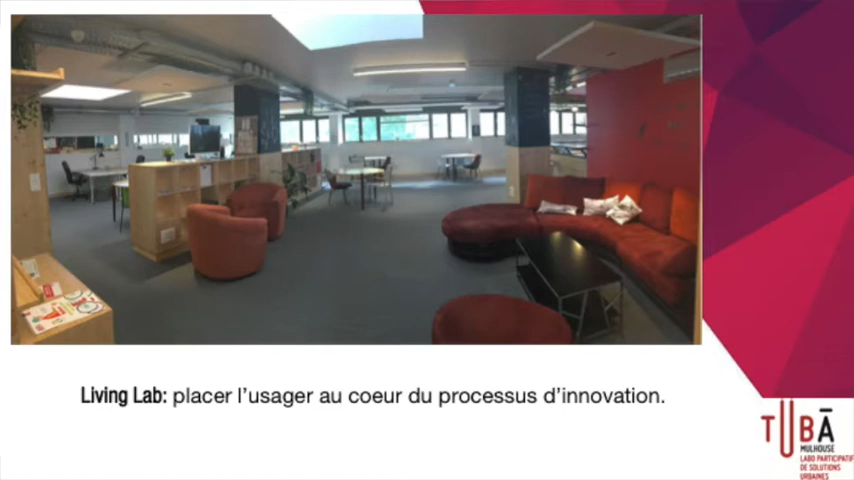 Living Lab: placer l’usager au coeur du processus d’innovation.
TUBĀ
MULHOUSE
LABO PARTICIPATIF
DE SOLUTIONS
URBAINES